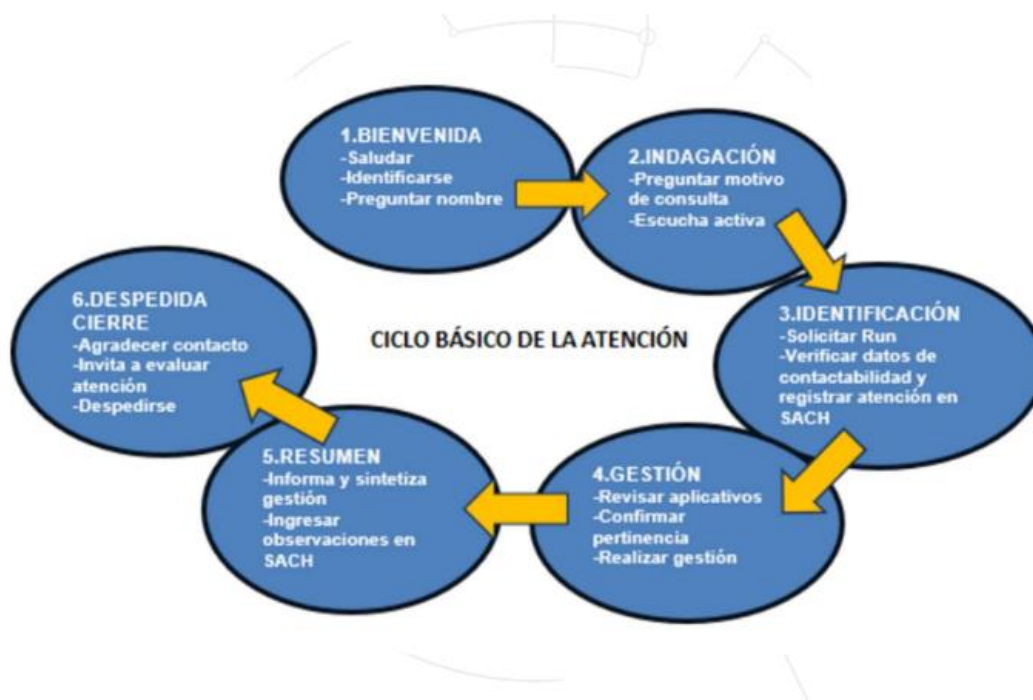 1.BIENVENIDA
-Saludar
-Identificarse
-Preguntar nombre
2.INDAGACIÓN
-Preguntar motivo
de consulta
-Escucha activa
3.IDENTIFICACIÓN
-Solicitar Run
-Verificar datos de
contactabilidad y
registrar atención en
SACH
4.GESTIÓN
-Revisar aplicativos
-Confirmar
pertinencia
-Realizar gestión
5.RESUMEN
-Informa y sintetiza
gestión
-Ingresar
observaciones en
SACH
6.DESPEDIDA
CIERRE
-Agradecer contacto
-Invita a evaluar
atención
-Despedirse
CICLO BÁSICO DE LA ATENCIÓN